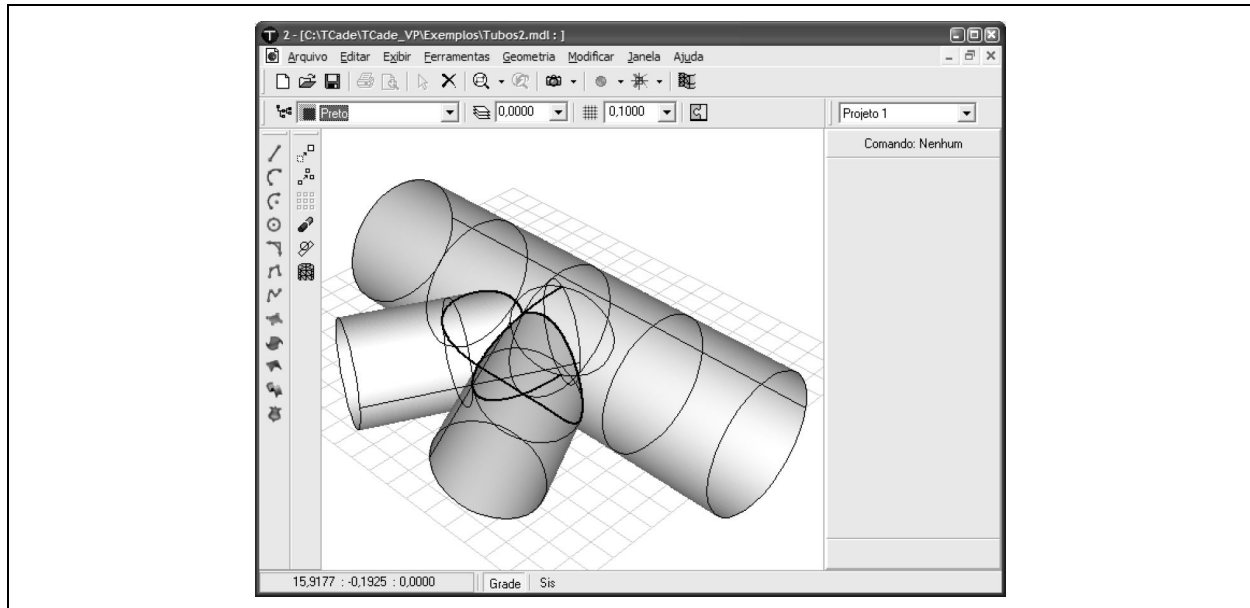 2 - [C:\TCade\TCade_VP\Exemplos\Tubos2.mdl : ]
Arquivo Editar Exibir Ferramentas Geometria Modificar Janela Ajuda
Preto 0,0000 0,1000 Projeto 1
Comando: Nenhum
15,9177 : -0,1925 : 0,0000 Grade Sis